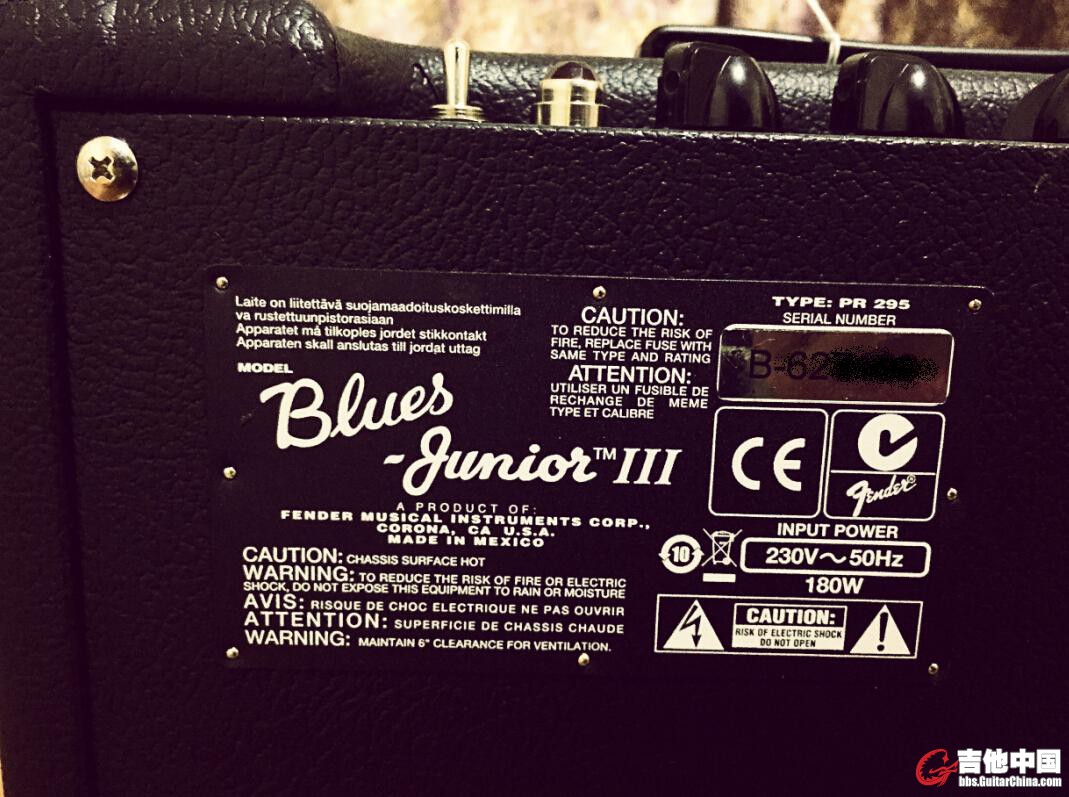 Laite on liitettävä suojamaadoituskoskettimilla
va rustettuunpistorasiaan
Apparatet må tilkoples jordet stikkontakt
Apparaten skall anslutas till jordat uttag
MODEL
Blues
-Junior™ III
A PRODUCT OF:
FENDER MUSICAL INSTRUMENTS CORP.,
CORONA, CA U.S.A.
MADE IN MEXICO
CAUTION: CHASSIS SURFACE HOT
WARNING: TO REDUCE THE RISK OF FIRE OR ELECTRIC
SHOCK, DO NOT EXPOSE THIS EQUIPMENT TO RAIN OR MOISTURE
AVIS: RISQUE DE CHOC ELECTRIQUE NE PAS OUVRIR
ATTENTION: SUPERFICIE DE CHASSIS CHAUDE
WARNING: MAINTAIN 6" CLEARANCE FOR VENTILATION.
CAUTION:
TO REDUCE THE RISK OF
FIRE, REPLACE FUSE WITH
SAME TYPE AND RATING
ATTENTION:
UTILISER UN FUSIBLE DE
RECHANGE DE MEME
TYPE ET CALIBRE
TYPE: PR 295
SERIAL NUMBER
B-62
CE
Fender®
INPUT POWER
10
230V~50Hz
180W
CAUTION:
RISK OF ELECTRIC SHOCK
DO NOT OPEN
吉他中国
bbs.GuitarChina.com